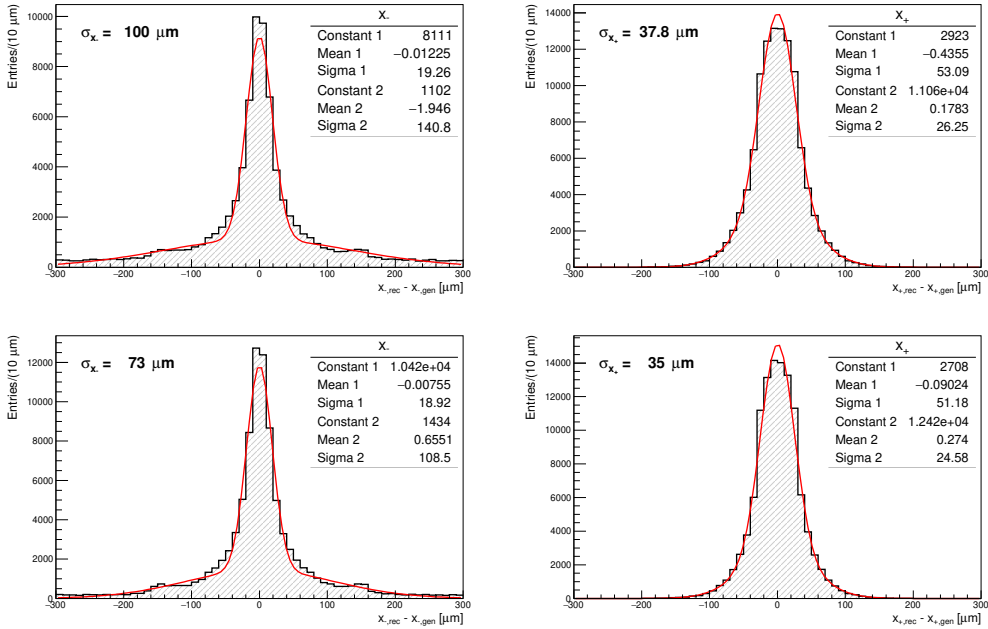 σx- = 100 μm
x-
Constant 1 8111
Mean 1 −0.01225
Sigma 1 19.26
Constant 2 1102
Mean 2 −1.946
Sigma 2 140.8
Entries/(10 μm)
10000
8000
6000
4000
2000
0
−300 −200 −100 0 100 200 300
x-,rec - x-,gen [μm]
σx+ = 37.8 μm
x+
Constant 1 2923
Mean 1 −0.4355
Sigma 1 53.09
Constant 2 1.106e+04
Mean 2 0.1783
Sigma 2 26.25
Entries/(10 μm)
14000
12000
10000
8000
6000
4000
2000
0
−300 −200 −100 0 100 200 300
x+,rec - x+,gen [μm]
σx- = 73 μm
x-
Constant 1 1.042e+04
Mean 1 −0.00755
Sigma 1 18.92
Constant 2 1434
Mean 2 0.6551
Sigma 2 108.5
Entries/(10 μm)
12000
10000
8000
6000
4000
2000
0
−300 −200 −100 0 100 200 300
x-,rec - x-,gen [μm]
σx+ = 35 μm
x+
Constant 1 2708
Mean 1 −0.09024
Sigma 1 51.18
Constant 2 1.242e+04
Mean 2 0.274
Sigma 2 24.58
Entries/(10 μm)
14000
12000
10000
8000
6000
4000
2000
0
−300 −200 −100 0 100 200 300
x+,rec - x+,gen [μm]